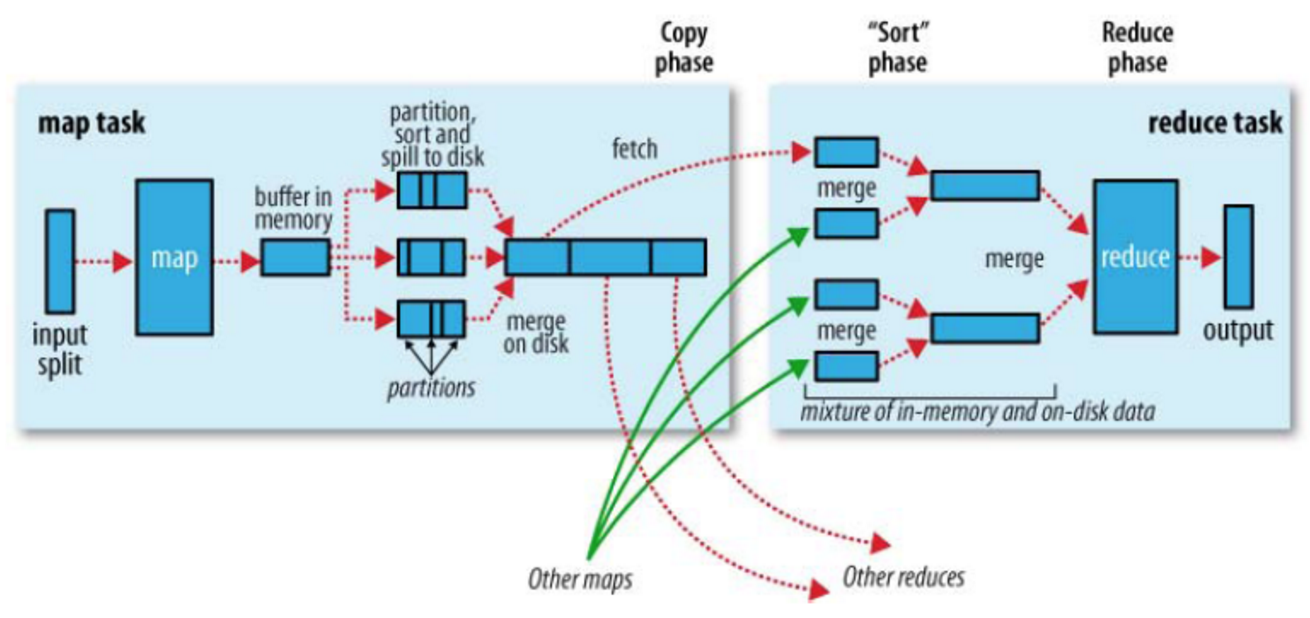 Copy
phase
“Sort”
phase
Reduce
phase
map task
partition,
sort and
spill to disk
fetch
buffer in
memory
map
input
split
merge
on disk
partitions
reduce task
merge
merge
merge
reduce
output
mixture of in-memory and on-disk data
Other maps
Other reduces